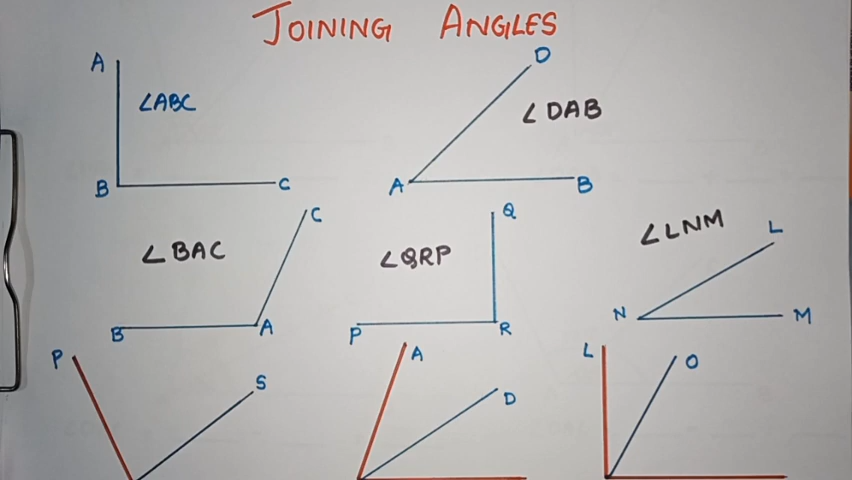 JOINING ANGLES
A
∠ABC
B
C
D
∠DAB
A
B
C
∠BAC
B
A
Q
∠QRP
P
R
L
∠LNM
N
M
P
S
A
D
L
O